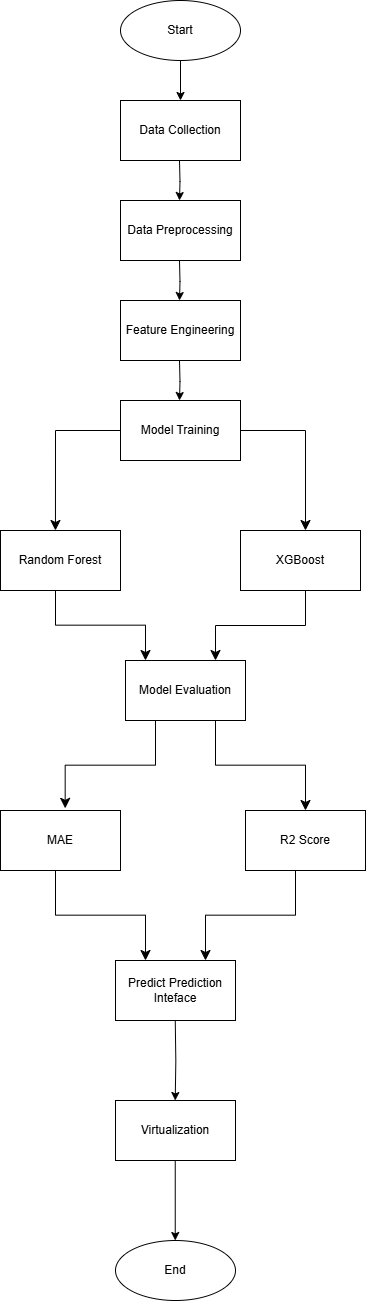 Start
Data Collection
Data Preprocessing
Feature Engineering
Model Training
Random Forest
XGBoost
Model Evaluation
MAE
R2 Score
Predict Prediction
Inteface
Virtualization
End